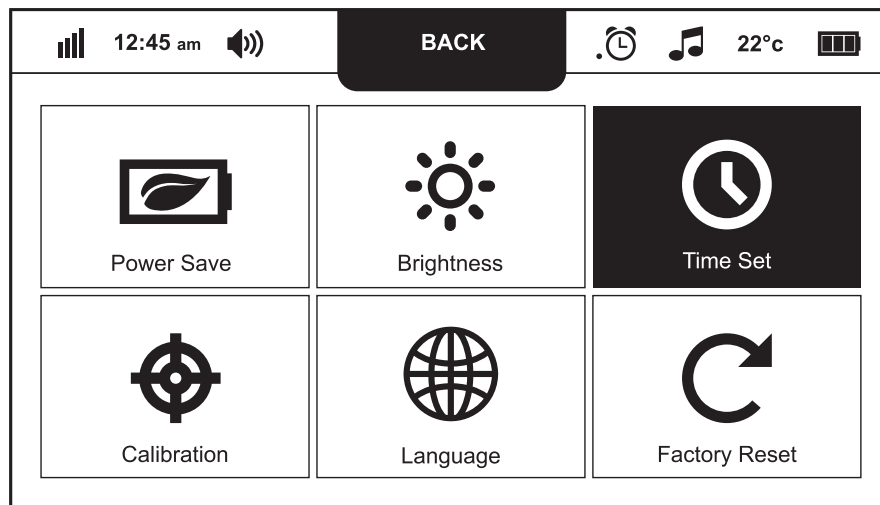 12:45 am BACK 22°c
Power Save Brightness Time Set
Calibration Language Factory Reset